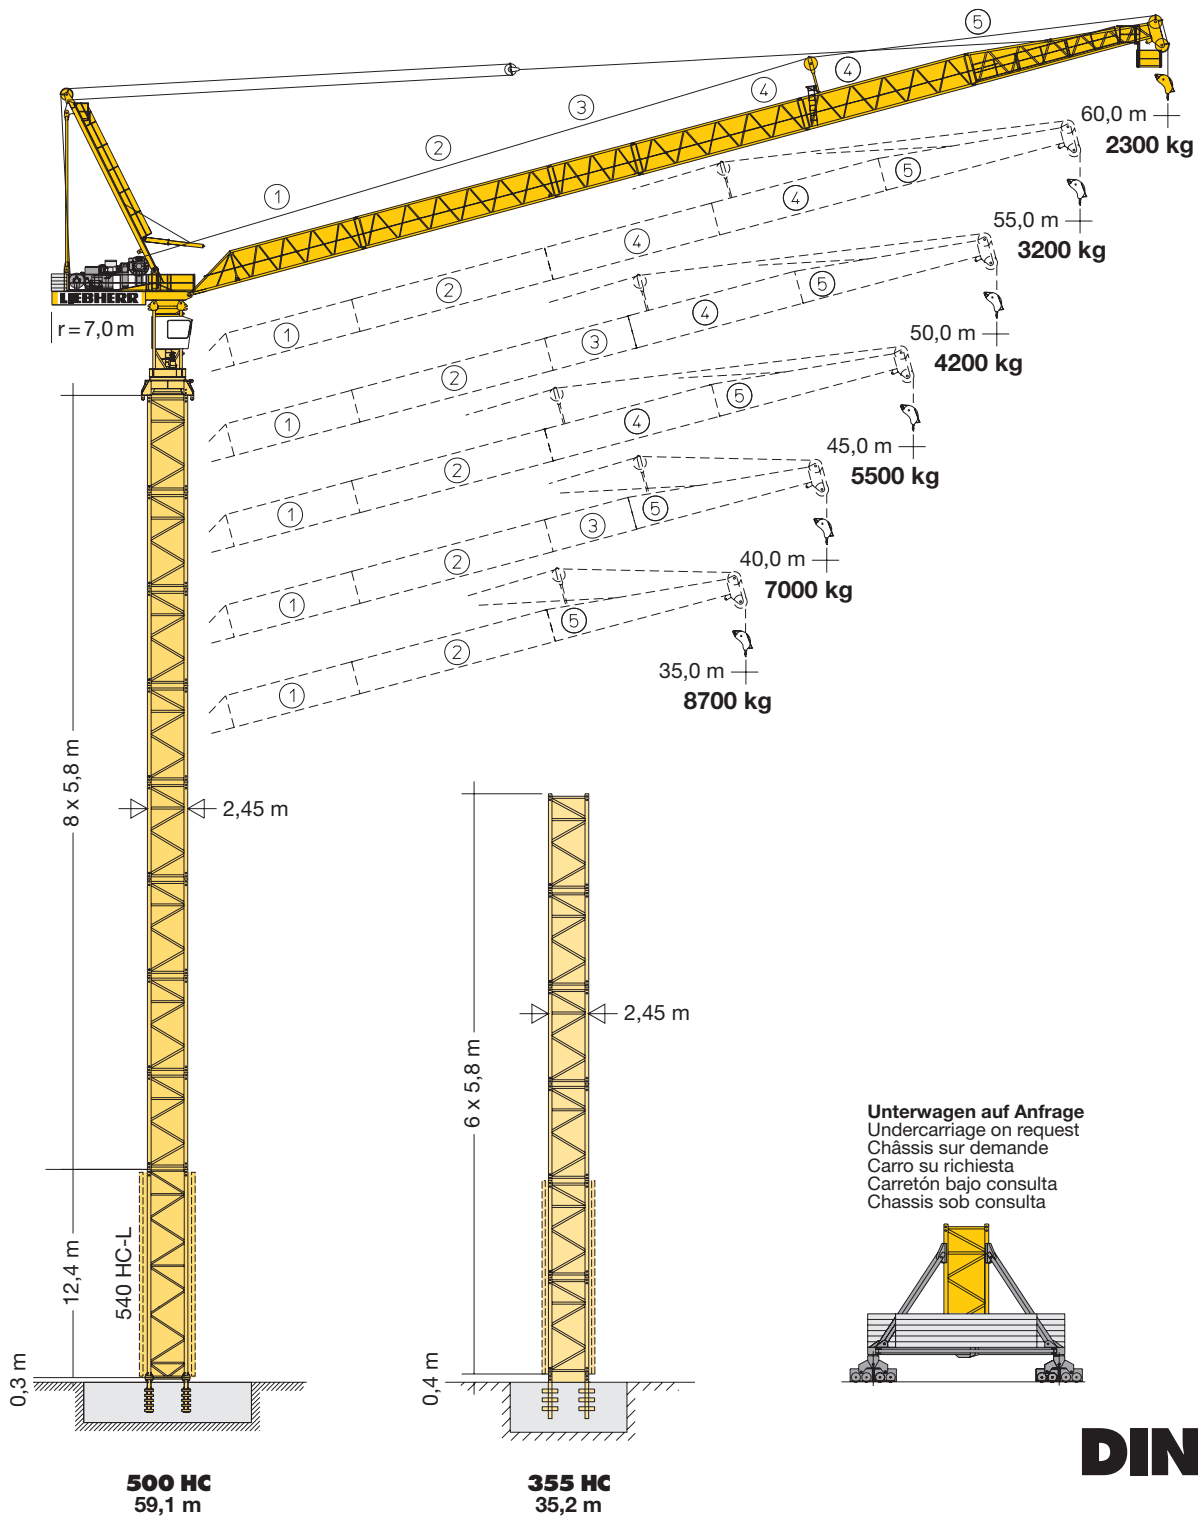 ⑤
④
④
③
②
①
60,0 m
2300 kg
LIEBHERR
r = 7,0 m
⑤
④
④
②
①
55,0 m
3200 kg
⑤
④
③
②
①
50,0 m
4200 kg
⑤
④
②
①
45,0 m
5500 kg
⑤
③
②
①
40,0 m
7000 kg
⑤
②
①
35,0 m
8700 kg
8 x 5,8 m
2,45 m
12,4 m
540 HC-L
0,3 m
500 HC
59,1 m
6 x 5,8 m
2,45 m
0,4 m
355 HC
35,2 m
Unterwagen auf Anfrage
Undercarriage on request
Châssis sur demande
Carro su richiesta
Carretón bajo consulta
Chassis sob consulta
DIN